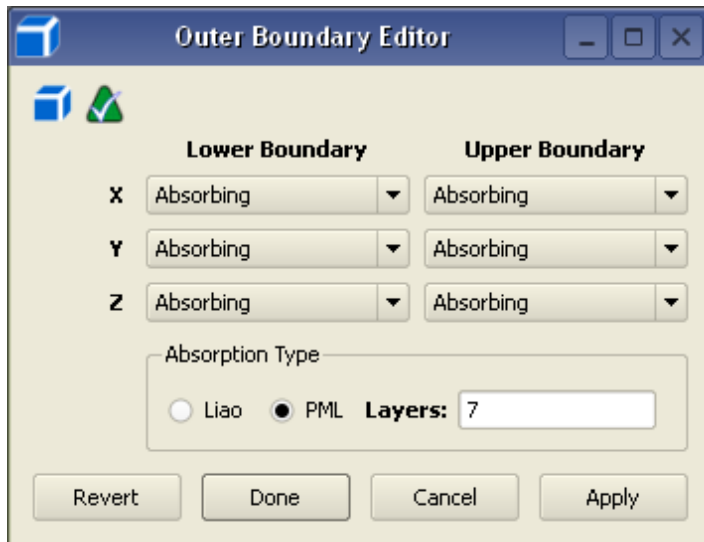 Outer Boundary Editor
Lower Boundary Upper Boundary
X Absorbing Absorbing
Y Absorbing Absorbing
Z Absorbing Absorbing
Absorption Type
Liao PML Layers: 7
Revert Done Cancel Apply